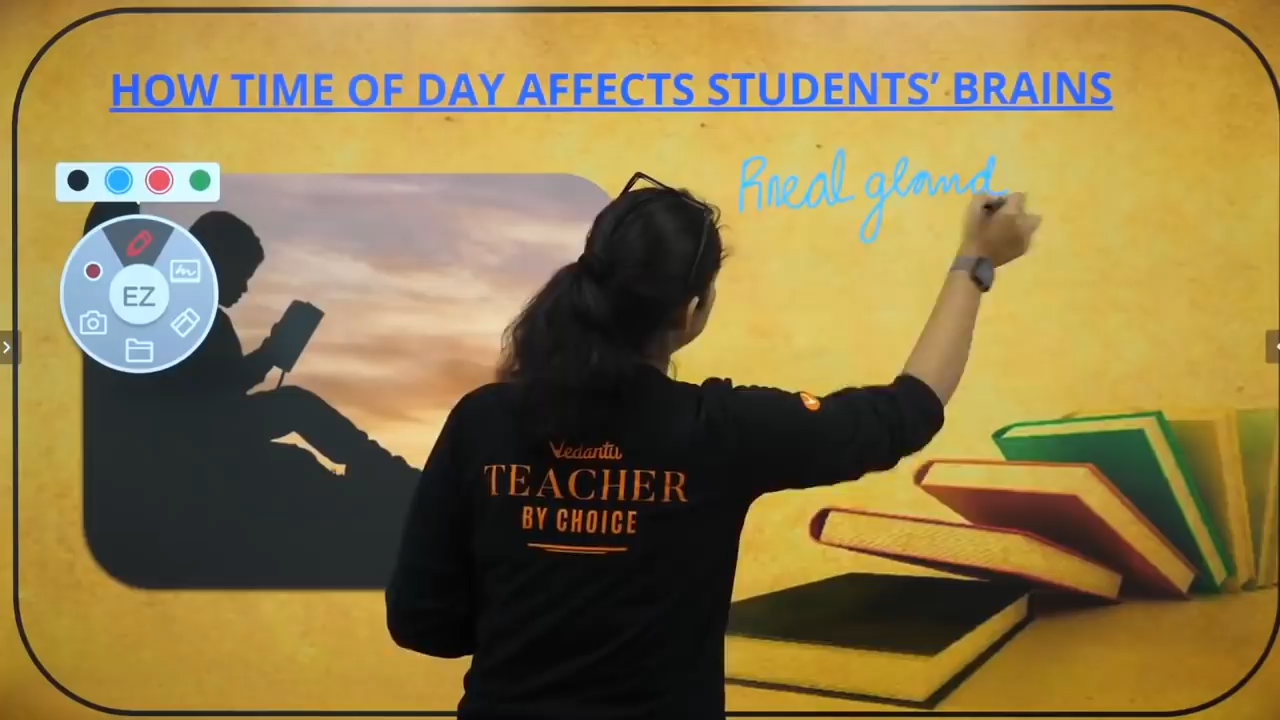 HOW TIME OF DAY AFFECTS STUDENTS’ BRAINS
Pineal gland
EZ
Vedantu
TEACHER
BY CHOICE